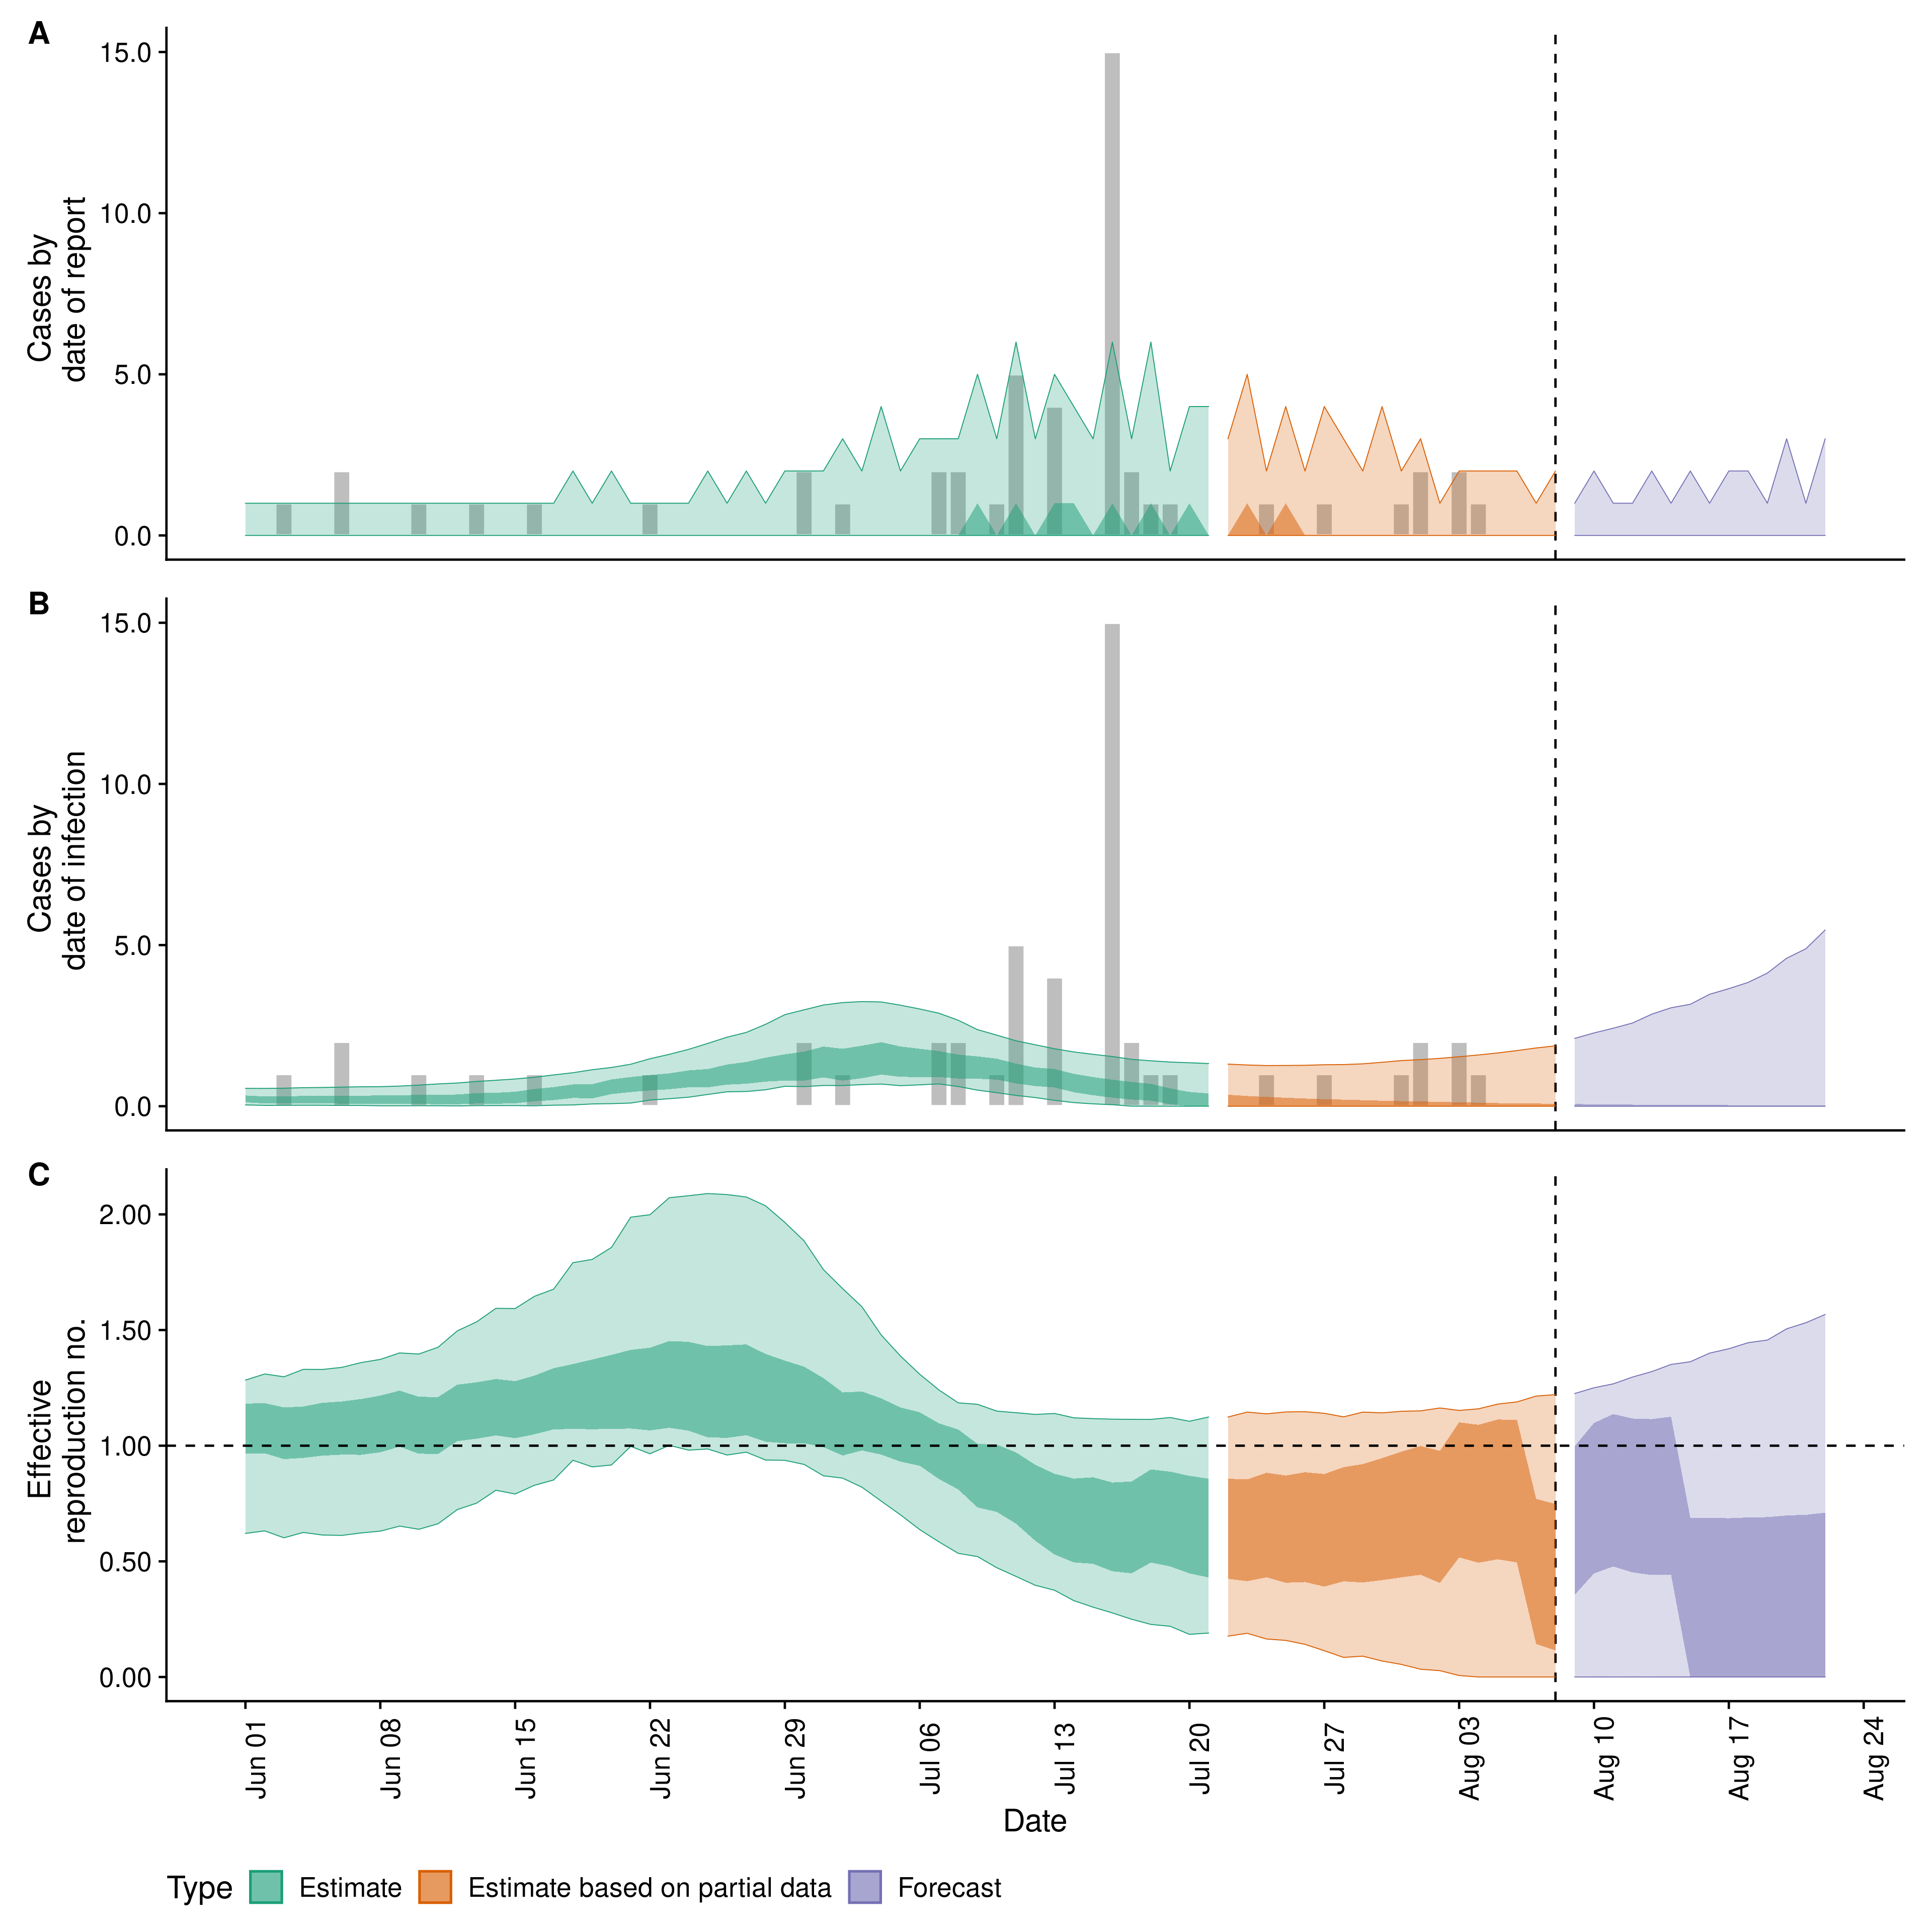 A
15.0
10.0
5.0
0.0
Cases by
date of report
B
15.0
10.0
5.0
0.0
Cases by
date of infection
C
2.00
1.50
1.00
0.50
0.00
Effective
reproduction no.
Jun 01
Jun 08
Jun 15
Jun 22
Jun 29
Jul 06
Jul 13
Jul 20
Jul 27
Aug 03
Aug 10
Aug 17
Aug 24
Date
Type Estimate Estimate based on partial data Forecast